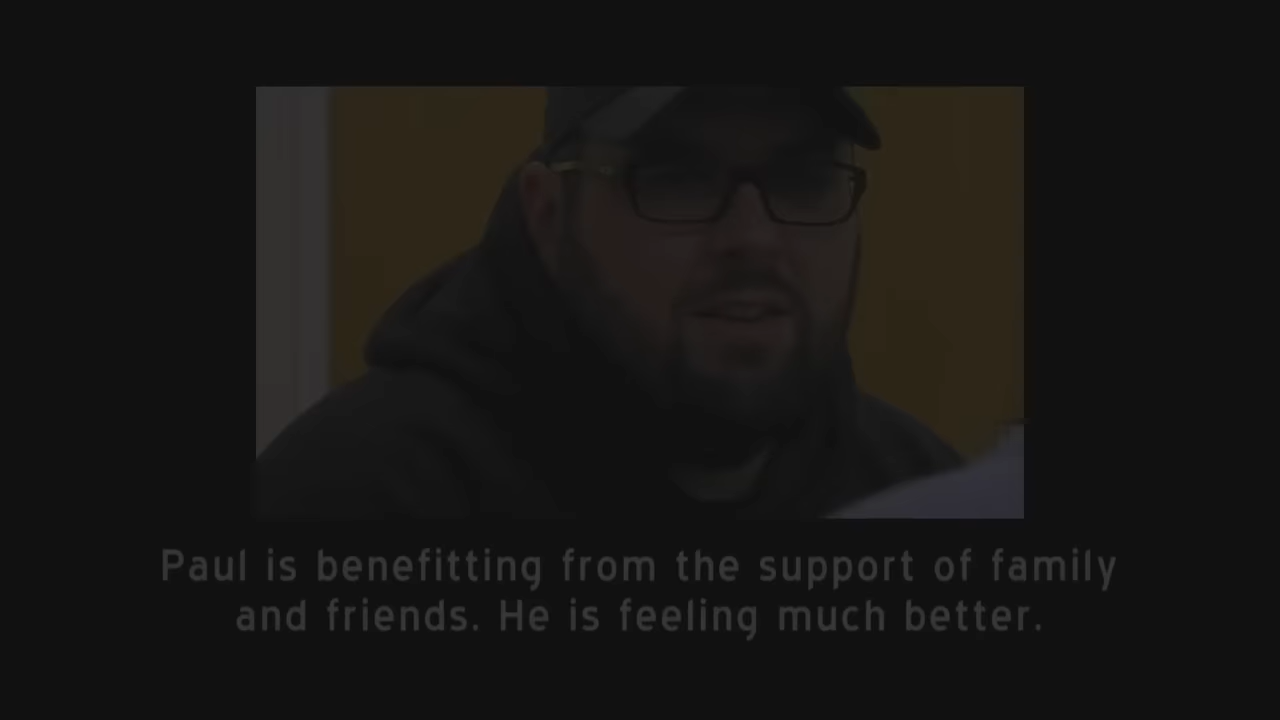 Paul is benefitting from the support of family
and friends. He is feeling much better.